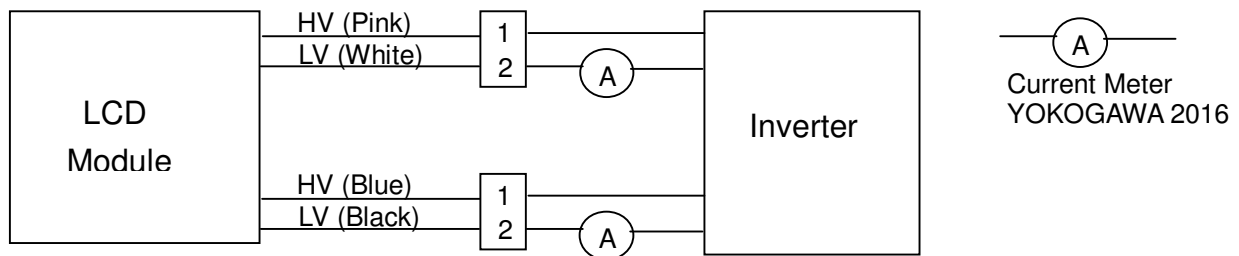 HV (Pink)
LV (White)
1
2
A
LCD
Module
Inverter
HV (Blue)
LV (Black)
1
2
A
A
Current Meter
YOKOGAWA 2016